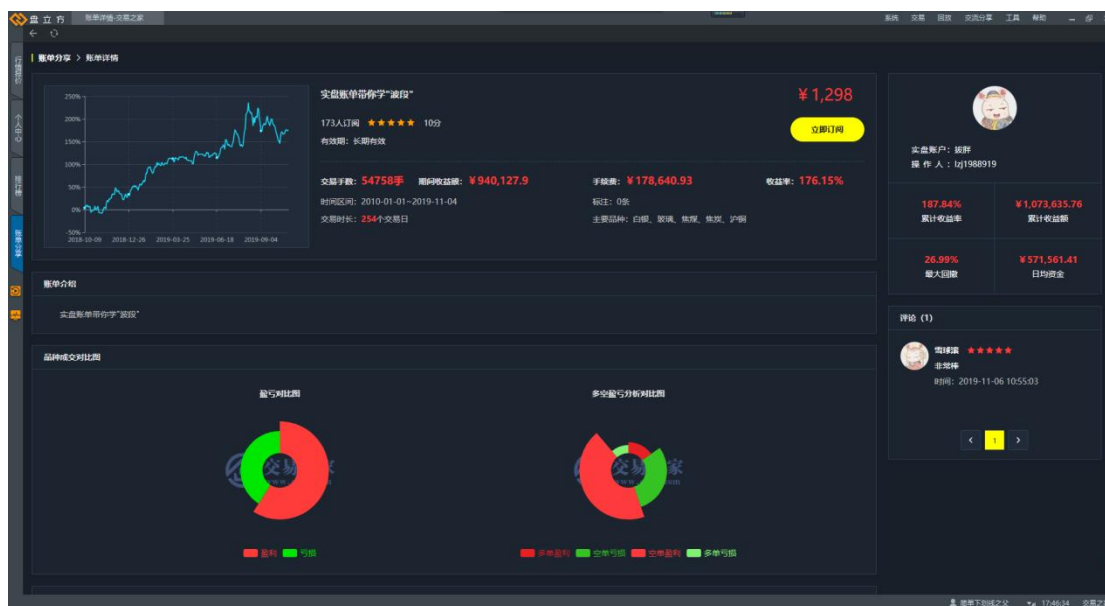 盘立方 账单详情-交易之家 系统 交易 回放 交流分享 工具 帮助
行情报价
个人中心
排行榜
账单分享
账单分享 > 账单详情
250%
200%
150%
100%
50%
0%
-50%
2018-10-09 2018-12-26 2019-03-25 2019-06-18 2019-09-04
实盘账单带你学"波段"
¥1,298
173人订阅 ★★★★★ 10分
立即订阅
有效期：长期有效
交易手数：54758手 期间收益额：¥940,127.9 手续费：¥178,640.93 收益率：176.15%
时间区间：2010-01-01~2019-11-04 标注：0条
交易时长：254个交易日 主要品种：白银、玻璃、焦煤、焦炭、沪铜
实盘账户：拔胖
操 作 人：lzj1988919
187.84% ¥1,073,635.76
累计收益率 累计收益额
26.99% ¥571,561.41
最大回撤 日均资金
账单介绍
实盘账单带你学"波段"
评论（1）
雪球滚 ★★★★★
非常棒
时间：2019-11-06 10:55:03
< 1 >
品种成交对比图
盈亏对比图 多空盈亏分析对比图
交易 家
交易 家
盈利 亏损
多单盈利 空单亏损 空单盈利 多单亏损
17:46:34 交易之